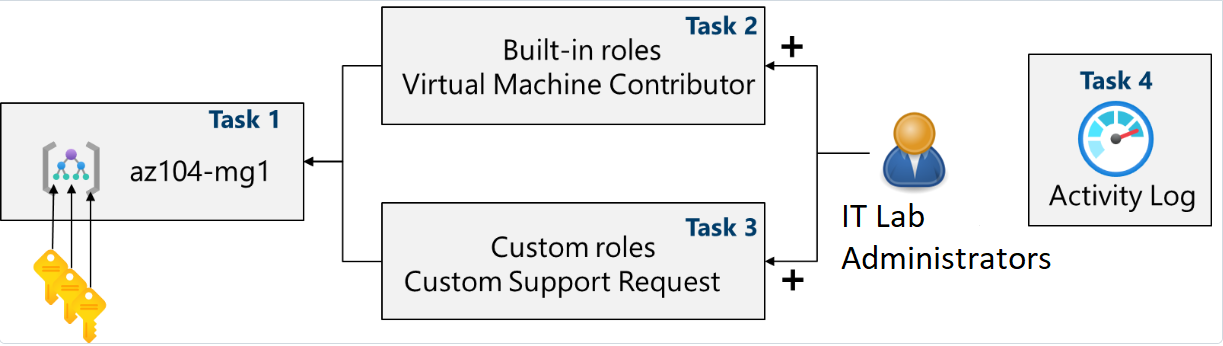 Task 1
az104-mg1
Task 2
Built-in roles
Virtual Machine Contributor
Task 3
Custom roles
Custom Support Request
IT Lab
Administrators
Task 4
Activity Log